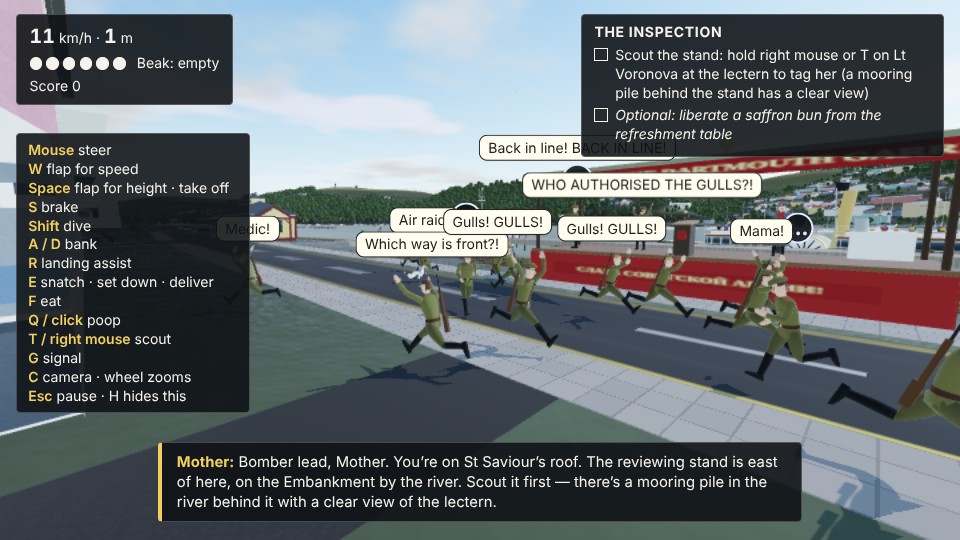 11 km/h · 1 m
Beak: empty
Score 0
THE INSPECTION
Scout the stand: hold right mouse or T on Lt
Voronova at the lectern to tag her (a mooring
pile behind the stand has a clear view)
Optional: liberate a saffron bun from the
refreshment table
Mouse steer
W flap for speed
Space flap for height · take off
S brake
Shift dive
A / D bank
R landing assist
E snatch · set down · deliver
F eat
Q / click poop
T / right mouse scout
G signal
C camera · wheel zooms
Esc pause · H hides this
Back in line! BACK IN LINE!
WHO AUTHORISED THE GULLS?!
Medic!
Air raid
Gulls! GULLS!
Gulls! GULLS!
Mama!
Which way is front?!
DARTMOUTH
СОВЕТСКОЙ
Mother: Bomber lead, Mother. You're on St Saviour's roof. The reviewing stand is east
of here, on the Embankment by the river. Scout it first — there's a mooring pile in the
river behind it with a clear view of the lectern.